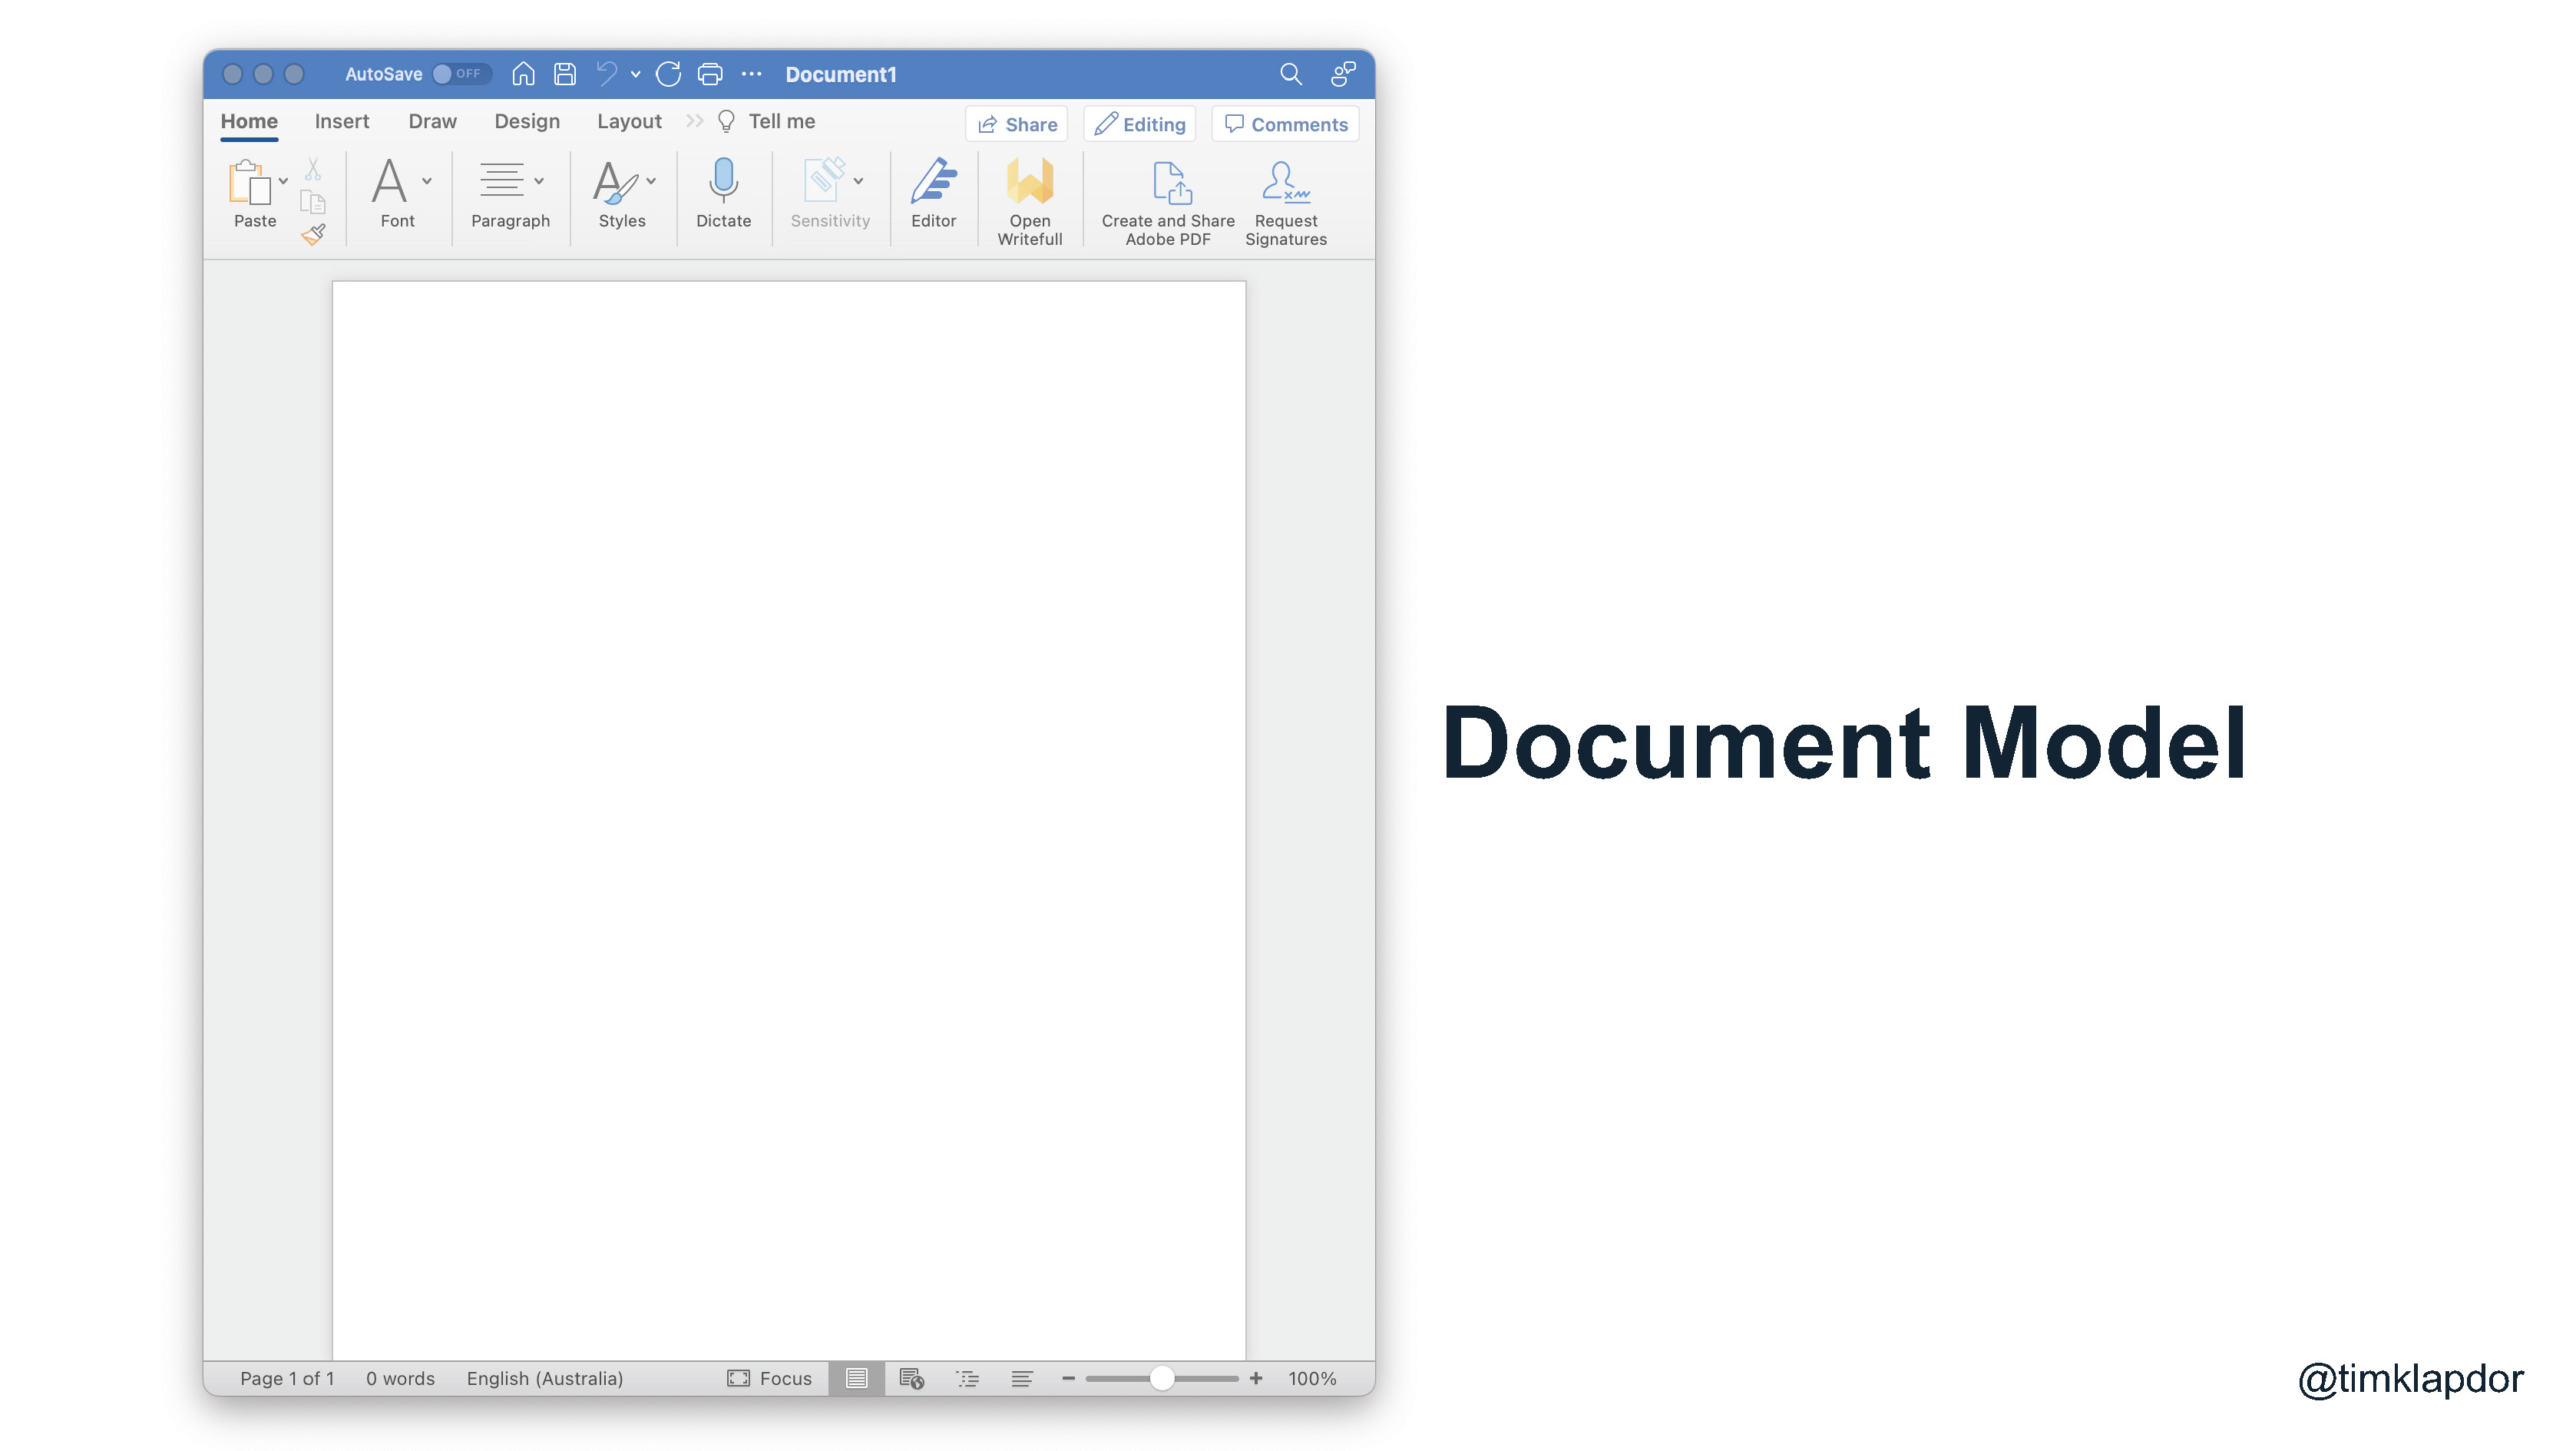 AutoSave OFF Document1
Home Insert Draw Design Layout Tell me Share Editing Comments
Paste Font Paragraph Styles Dictate Sensitivity Editor Open Writefull Create and Share Adobe PDF Request Signatures
Document Model
Page 1 of 1 0 words English (Australia) Focus 100%
@timklapdor